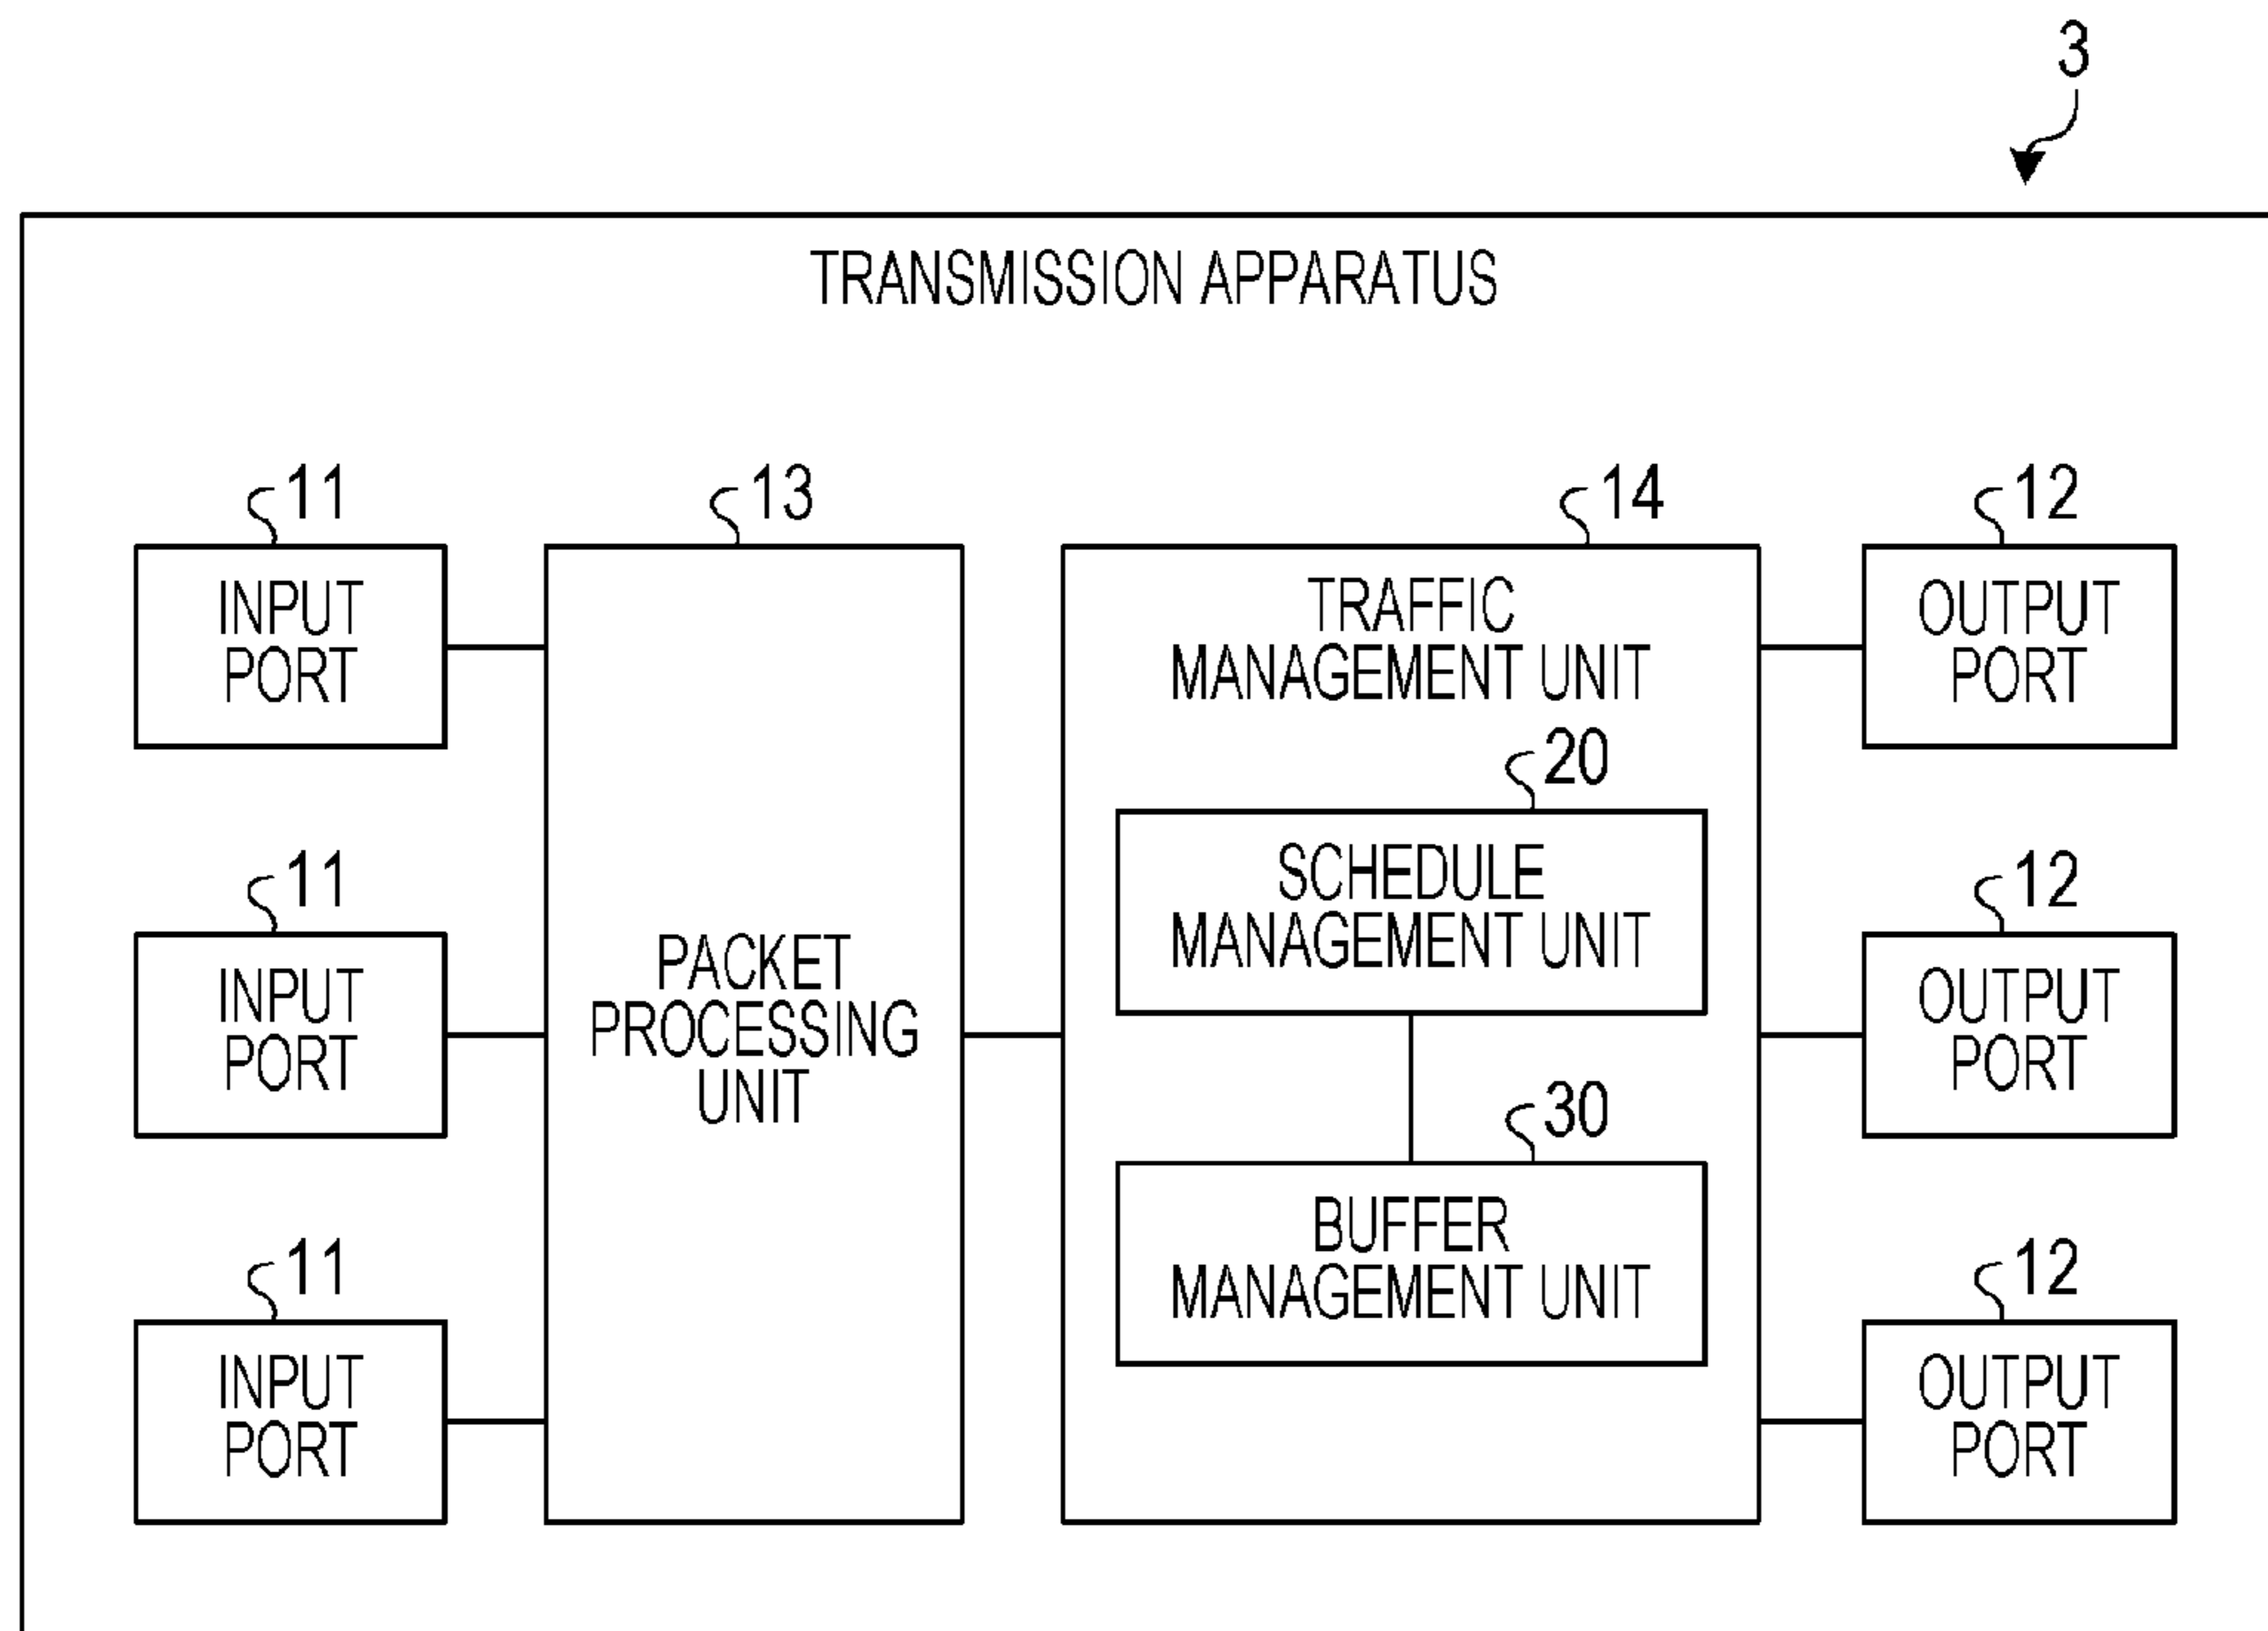 3
TRANSMISSION APPARATUS
11
INPUT
PORT
11
INPUT
PORT
11
INPUT
PORT
13
PACKET
PROCESSING
UNIT
14
TRAFFIC
MANAGEMENT UNIT
20
SCHEDULE
MANAGEMENT UNIT
30
BUFFER
MANAGEMENT UNIT
12
OUTPUT
PORT
12
OUTPUT
PORT
12
OUTPUT
PORT